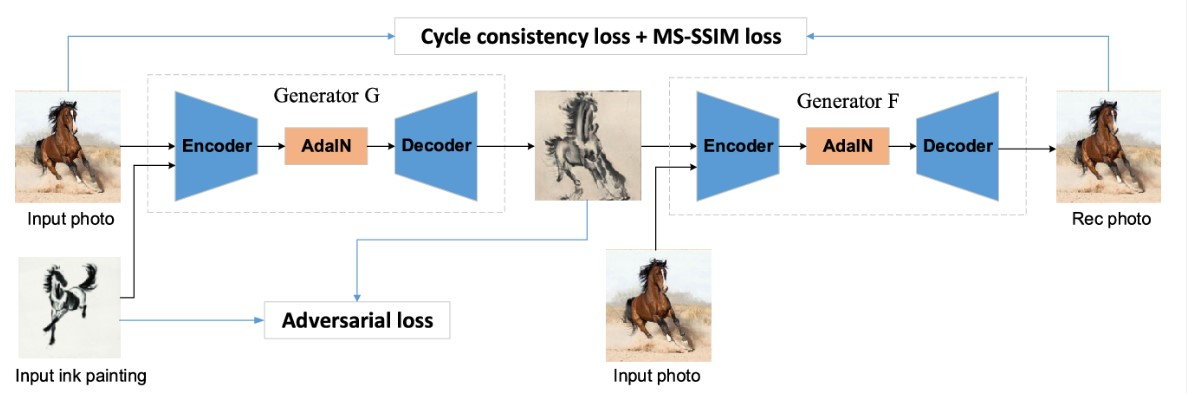 Cycle consistency loss + MS-SSIM loss
Generator G
Encoder
AdaIN
Decoder
Generator F
Encoder
AdaIN
Decoder
Input photo
Rec photo
Adversarial loss
Input ink painting
Input photo